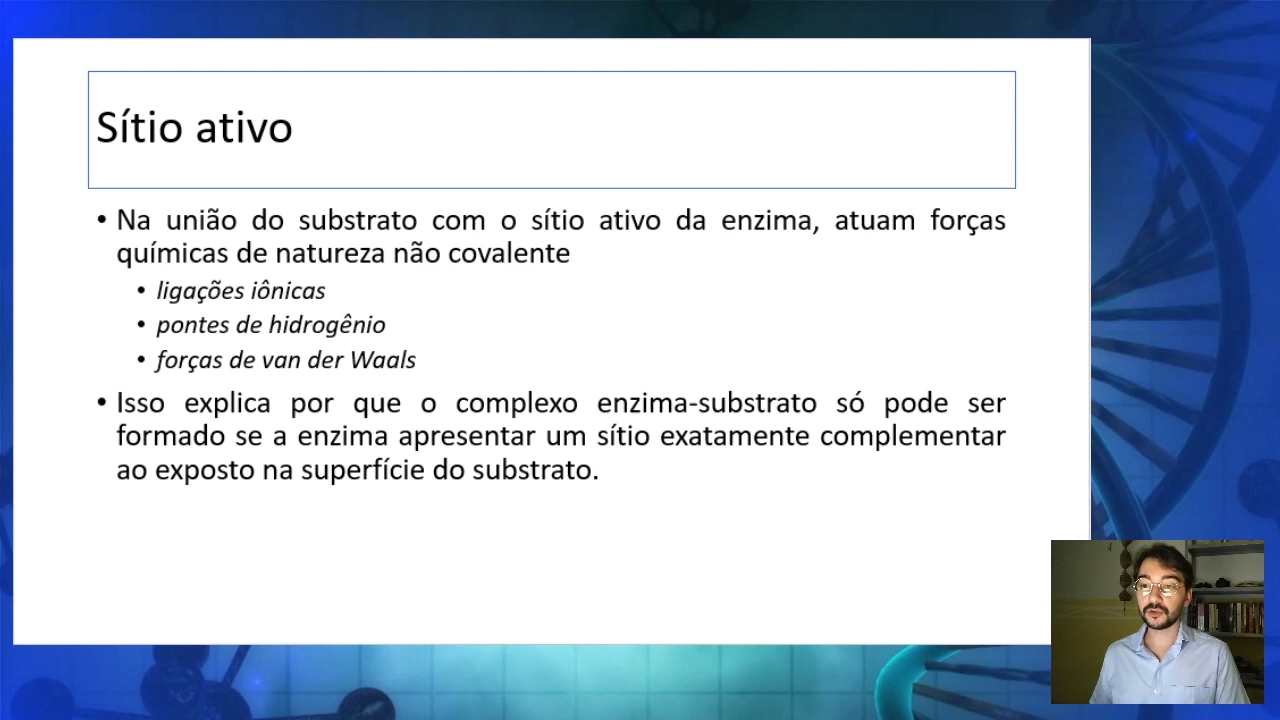 Sítio ativo
• Na união do substrato com o sítio ativo da enzima, atuam forças
químicas de natureza não covalente
• ligações iônicas
• pontes de hidrogênio
• forças de van der Waals
• Isso explica por que o complexo enzima-substrato só pode ser
formado se a enzima apresentar um sítio exatamente complementar
ao exposto na superfície do substrato.